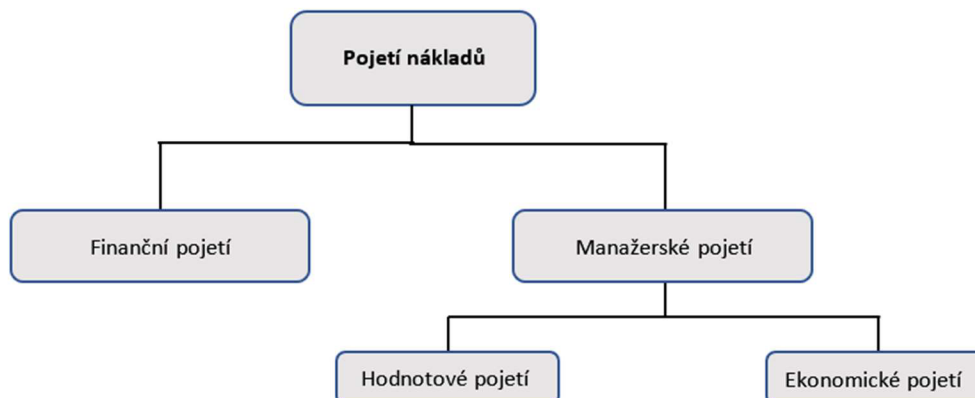 Pojetí nákladů
Finanční pojetí
Manažerské pojetí
Hodnotové pojetí
Ekonomické pojetí